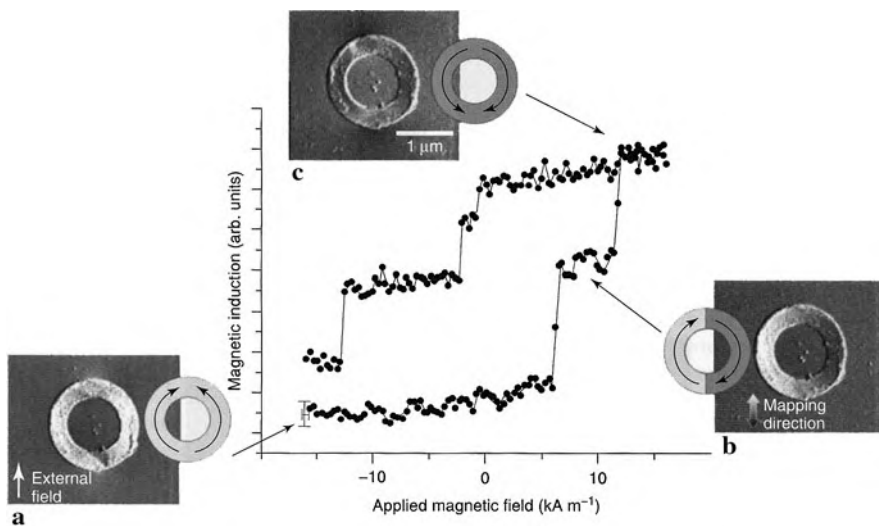 c
1 μm
Magnetic induction (arb. units)
Mapping
direction
b
External
field
a
−10
0
10
Applied magnetic field (kA m⁻¹)